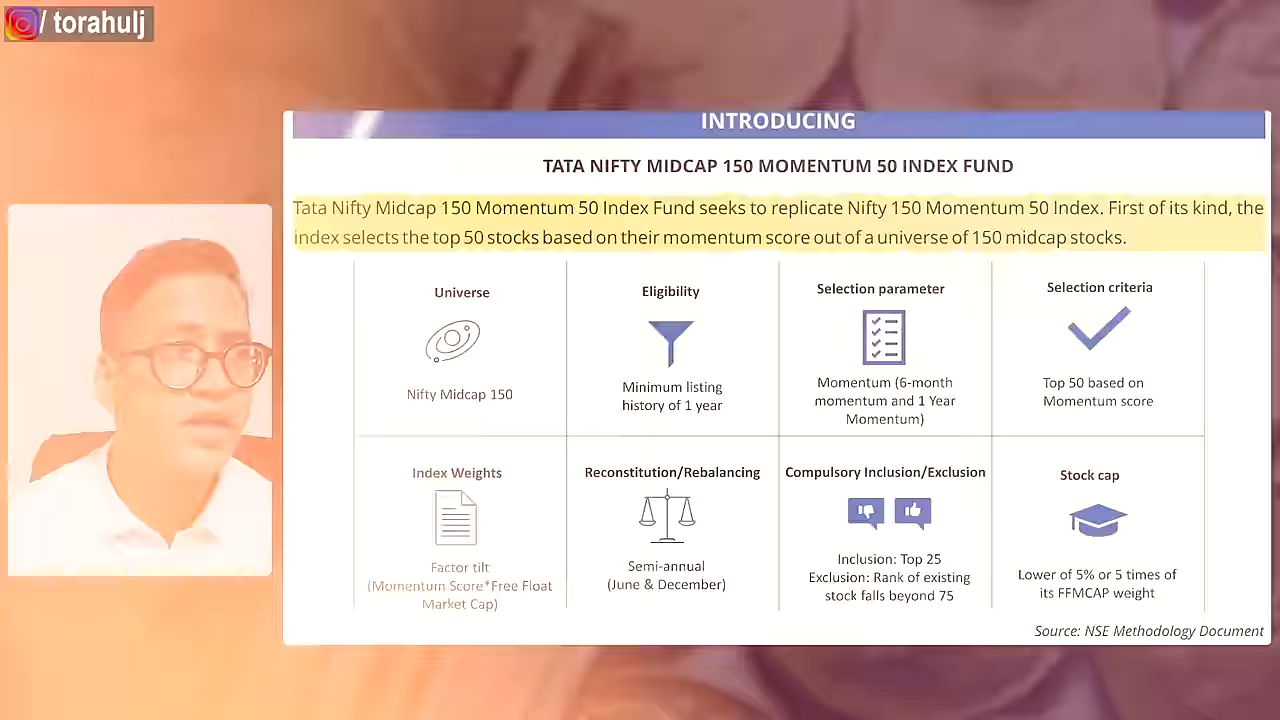 / torahulj
INTRODUCING
TATA NIFTY MIDCAP 150 MOMENTUM 50 INDEX FUND
Tata Nifty Midcap 150 Momentum 50 Index Fund seeks to replicate Nifty 150 Momentum 50 Index. First of its kind, the
index selects the top 50 stocks based on their momentum score out of a universe of 150 midcap stocks.
Universe
Nifty Midcap 150
Eligibility
Minimum listing
history of 1 year
Selection parameter
Momentum (6-month
momentum and 1 Year
Momentum)
Selection criteria
Top 50 based on
Momentum score
Index Weights
Factor tilt
(Momentum Score*Free Float
Market Cap)
Reconstitution/Rebalancing
Semi-annual
(June & December)
Compulsory Inclusion/Exclusion
Inclusion: Top 25
Exclusion: Rank of existing
stock falls beyond 75
Stock cap
Lower of 5% or 5 times of
its FFMCAP weight
Source: NSE Methodology Document